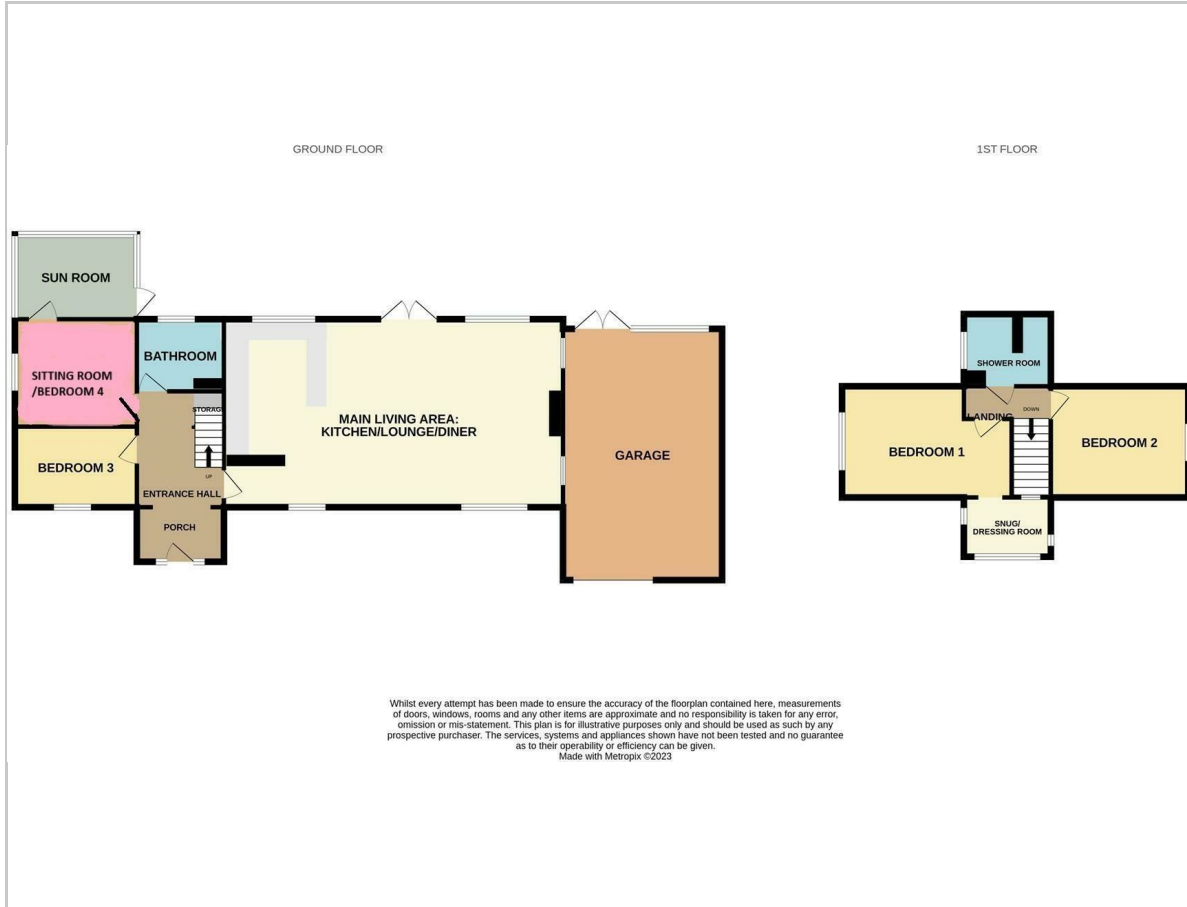 GROUND FLOOR
1ST FLOOR
SUN ROOM
BATHROOM
SITTING ROOM
/BEDROOM 4
STORAGE
MAIN LIVING AREA:
KITCHEN/LOUNGE/DINER
BEDROOM 3
UP
ENTRANCE HALL
PORCH
GARAGE
SHOWER ROOM
LANDING
DOWN
BEDROOM 1
BEDROOM 2
SNUG/
DRESSING ROOM
Whilst every attempt has been made to ensure the accuracy of the floorplan contained here, measurements
of doors, windows, rooms and any other items are approximate and no responsibility is taken for any error,
omission or mis-statement. This plan is for illustrative purposes only and should be used as such by any
prospective purchaser. The services, systems and appliances shown have not been tested and no guarantee
as to their operability or efficiency can be given.
Made with Metropix ©2023